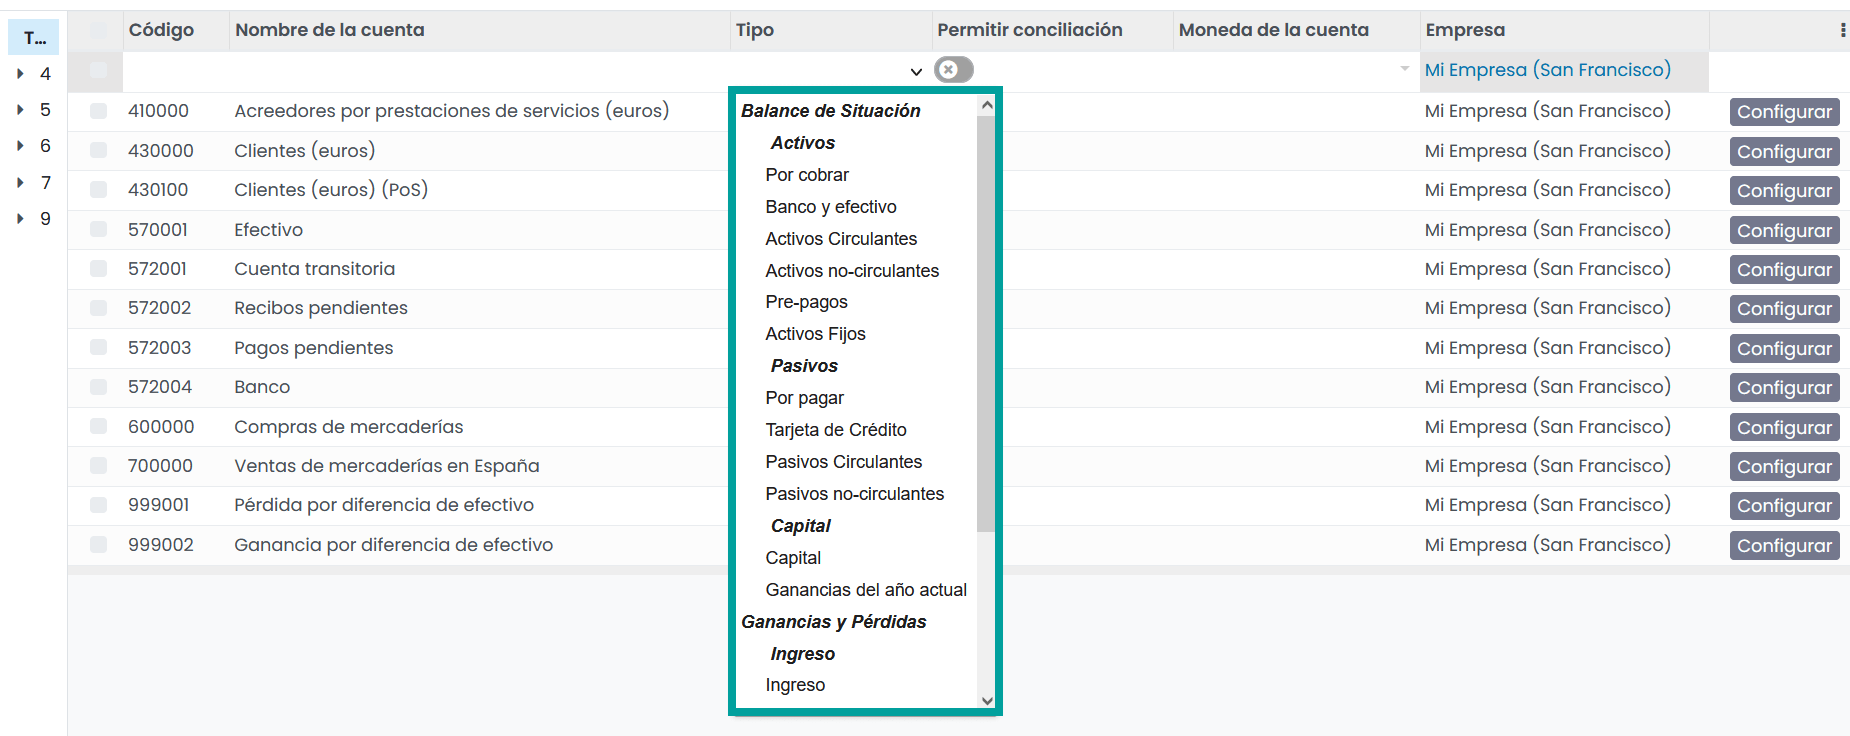 T...
4
5
6
7
9
Código Nombre de la cuenta Tipo Permitir conciliación Moneda de la cuenta Empresa
Mi Empresa (San Francisco)
410000 Acreedores por prestaciones de servicios (euros) Mi Empresa (San Francisco) Configurar
430000 Clientes (euros) Mi Empresa (San Francisco) Configurar
430100 Clientes (euros) (PoS) Mi Empresa (San Francisco) Configurar
570001 Efectivo Mi Empresa (San Francisco) Configurar
572001 Cuenta transitoria Mi Empresa (San Francisco) Configurar
572002 Recibos pendientes Mi Empresa (San Francisco) Configurar
572003 Pagos pendientes Mi Empresa (San Francisco) Configurar
572004 Banco Mi Empresa (San Francisco) Configurar
600000 Compras de mercaderías Mi Empresa (San Francisco) Configurar
700000 Ventas de mercaderías en España Mi Empresa (San Francisco) Configurar
999001 Pérdida por diferencia de efectivo Mi Empresa (San Francisco) Configurar
999002 Ganancia por diferencia de efectivo Mi Empresa (San Francisco) Configurar
Balance de Situación
Activos
Por cobrar
Banco y efectivo
Activos Circulantes
Activos no-circulantes
Pre-pagos
Activos Fijos
Pasivos
Por pagar
Tarjeta de Crédito
Pasivos Circulantes
Pasivos no-circulantes
Capital
Capital
Ganancias del año actual
Ganancias y Pérdidas
Ingreso
Ingreso